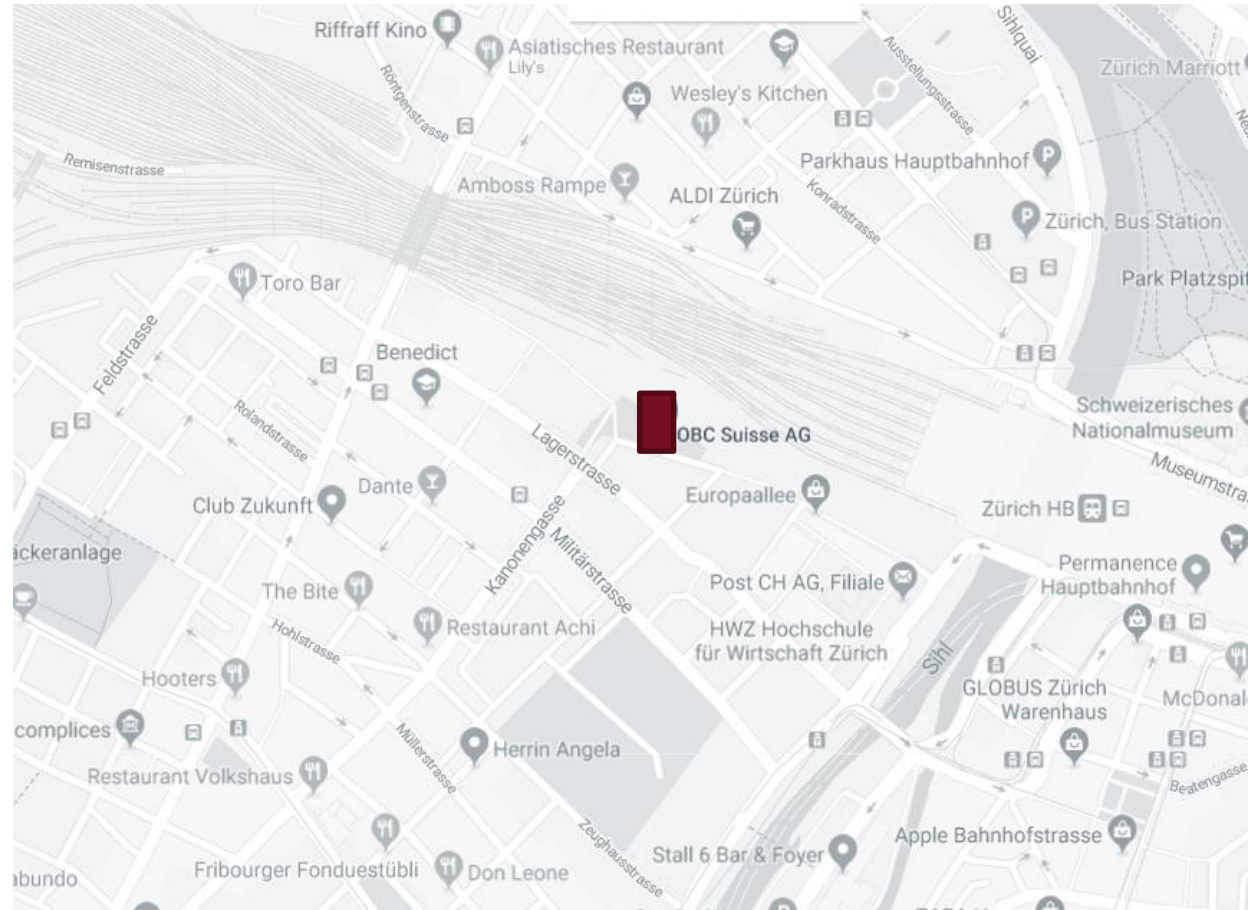 Riffraff Kino
Asiatisches Restaurant
Lily's
Sihlquai
Ausstellungsstrasse
Zürich Marriott
Röntgenstrasse
Wesley's Kitchen
Remisenstrasse
Parkhaus Hauptbahnhof
Amboss Rampe
ALDI Zürich
Konradstrasse
Zürich, Bus Station
Toro Bar
Park Platzspit
Feldstrasse
Benedict
Schweizerisches
Nationalmuseum
Rolandstrasse
Lagerstrasse
OBC Suisse AG
Museumstra
Dante
Club Zukunft
Europaallee
Zürich HB
äckeranlage
Kanonengasse
Militärstrasse
Permanence
Hauptbahnhof
The Bite
Post CH AG, Filiale
Restaurant Achi
HWZ Hochschule
für Wirtschaft Zürich
Hohlstrasse
Sihl
Hooters
GLOBUS Zürich
Warenhaus
McDonal
complices
Müllerstrasse
Herrin Angela
Restaurant Volkshaus
Beatengasse
Zeughausstrasse
Apple Bahnhofstrasse
Stall 6 Bar & Foyer
Fribourger Fonduestübli
Don Leone
abundo